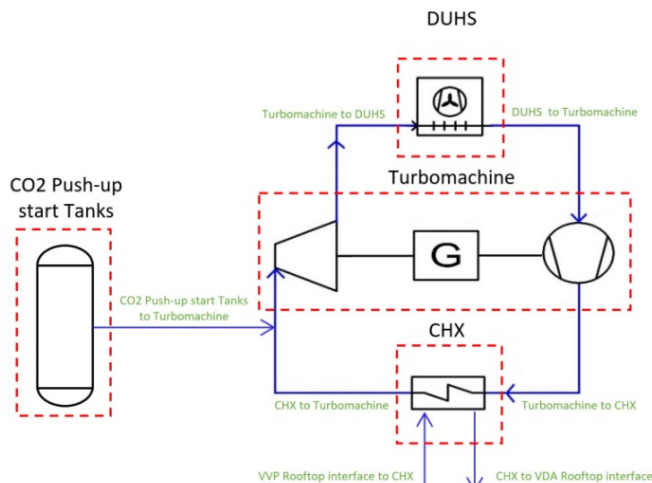 DUHS
Turbomachine to DUHS
DUHS to Turbomachine
Turbomachine
CO2 Push-up
start Tanks
G
CO2 Push-up start Tanks
to Turbomachine
CHX
CHX to Turbomachine
Turbomachine to CHX
VVP Rooftop interface to CHX
CHX to VDA Rooftop interface